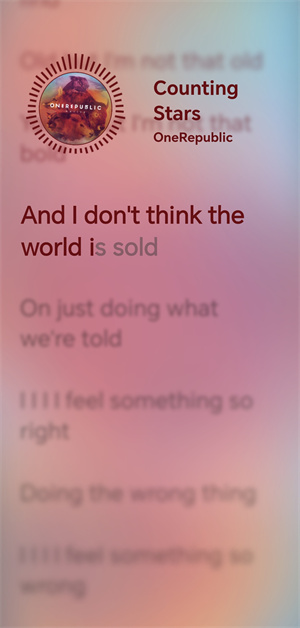 Old, but I'm not that old
Counting
Stars
OneRepublic
ONEREPUBLIC
I'm not that
bold
And I don't think the
world is sold
On just doing what
we're told
I I I I feel something so
right
Doing the wrong thing
I I I I feel something so
wrong